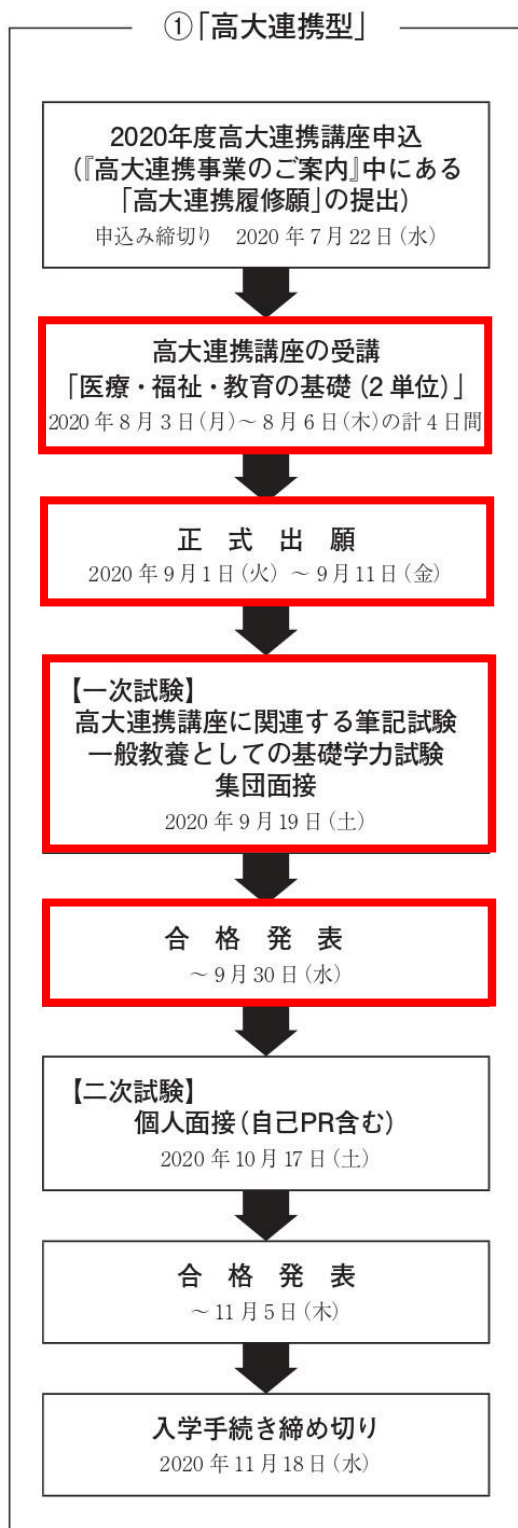 ①「高大連携型」
2020年度高大連携講座申込
(『高大連携事業のご案内』中にある
「高大連携履修願」の提出)
申込み締切り　2020年7月22日(水)
高大連携講座の受講
「医療・福祉・教育の基礎(2単位)」
2020年8月3日(月)～8月6日(木)の計4日間
正　式　出　願
2020年9月1日(火) ～9月11日(金)
【一次試験】
高大連携講座に関連する筆記試験
一般教養としての基礎学力試験
集団面接
2020年9月19日(土)
合　格　発　表
～9月30日(水)
【二次試験】
個人面接(自己PR含む)
2020年10月17日(土)
合　格　発　表
～11月5日(木)
入学手続き締め切り
2020年11月18日(水)